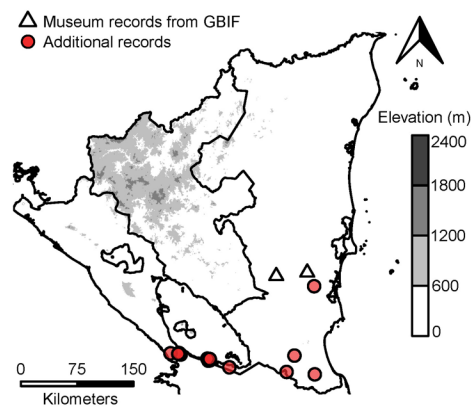 Museum records from GBIF
Additional records
N
Elevation (m)
2400
1800
1200
600
0
0 75 150
Kilometers